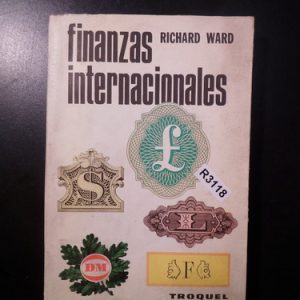 finanzas RICHARD WARD
internacionales
£
R3118
S
L
DM
F
TROQUEL